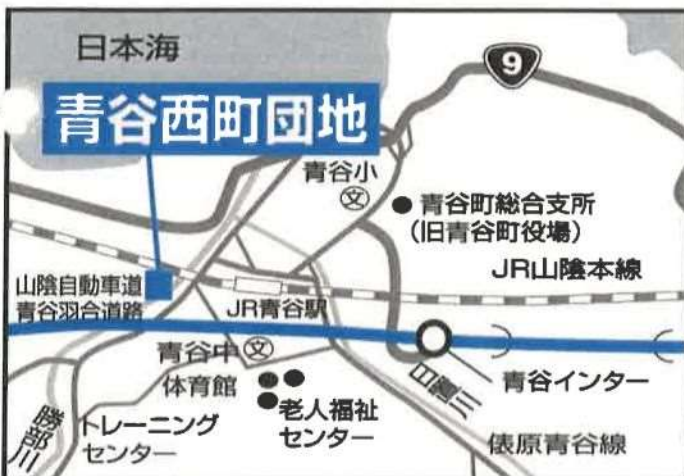 日本海
9
青谷西町団地
青谷小
文
青谷町総合支所
(旧青谷町役場)
JR山陰本線
山陰自動車道
青谷羽合道路
JR青谷駅
青谷中
文
体育館
日置川
青谷インター
勝部川
トレーニング
センター
老人福祉
センター
俵原青谷線